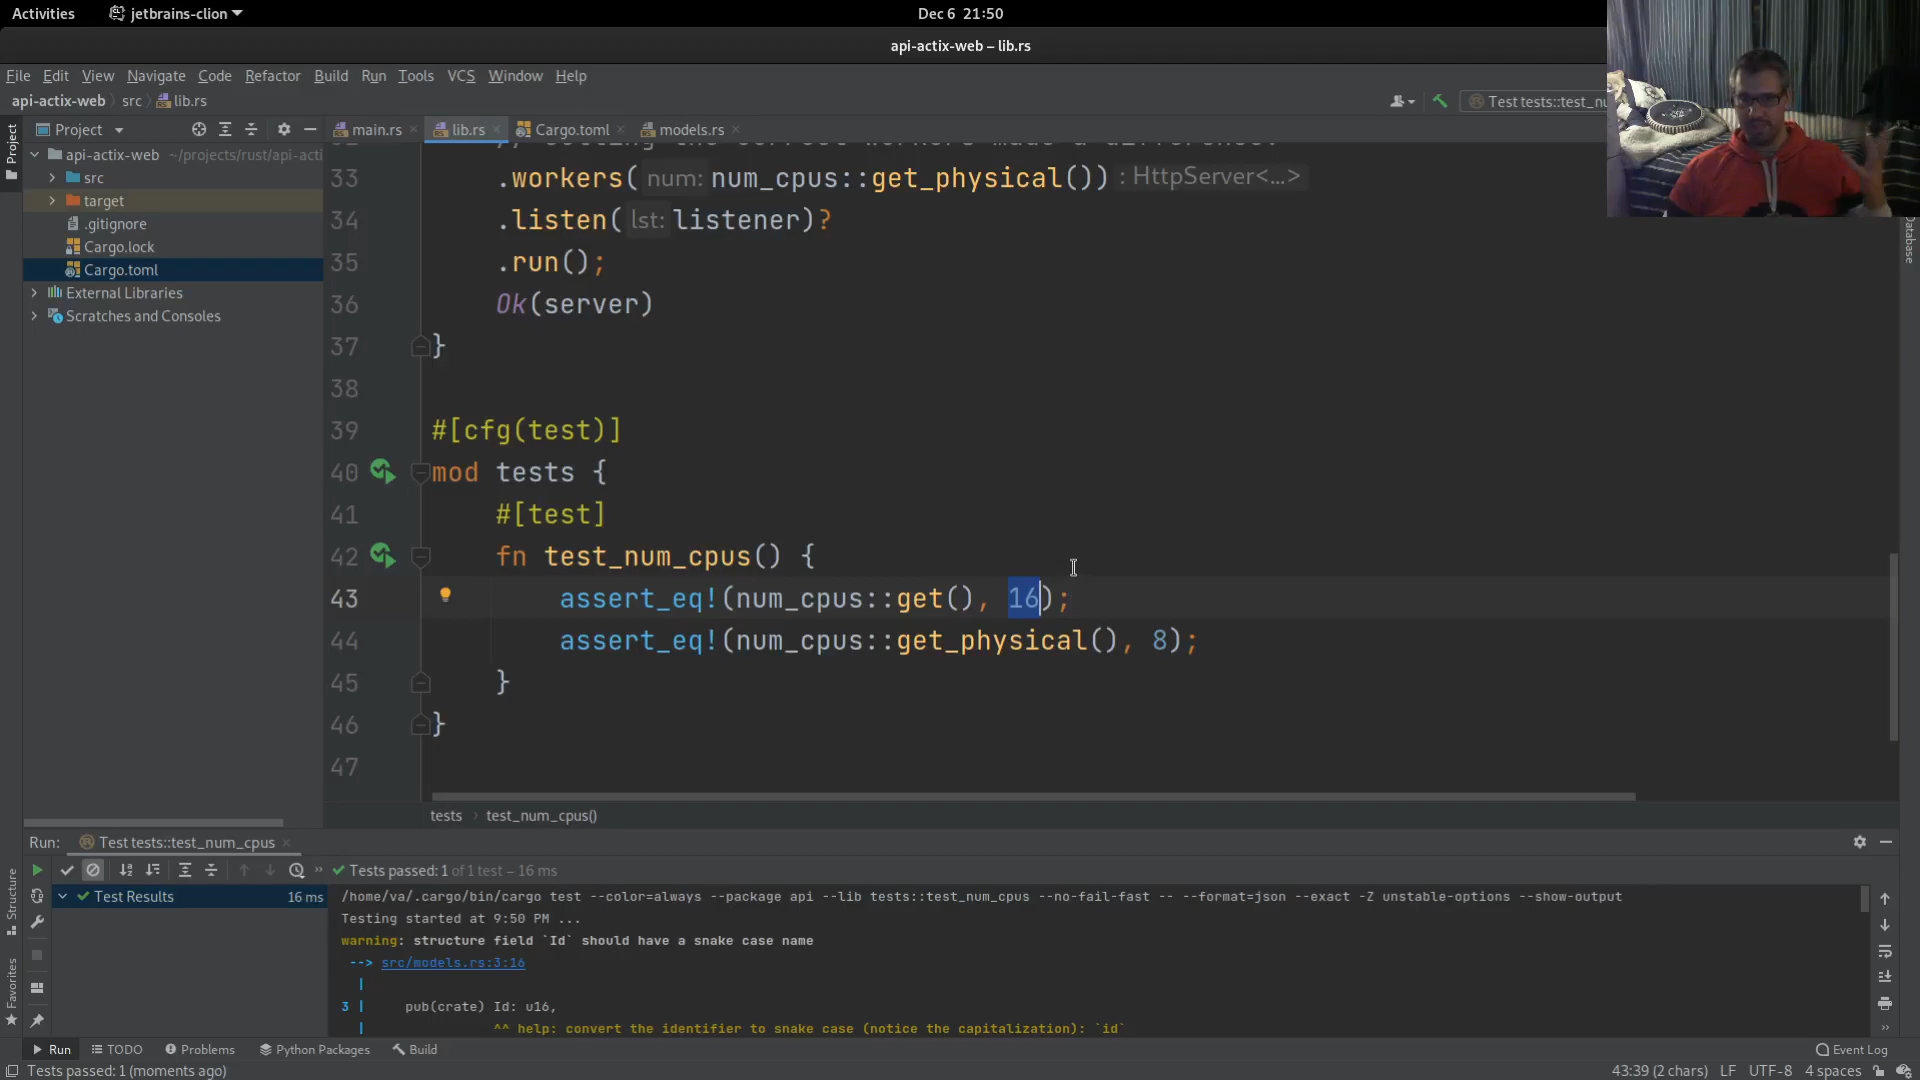 Activities
jetbrains-clion
Dec 6 21:50
api-actix-web – lib.rs
File Edit View Navigate Code Refactor Build Run Tools VCS Window Help
api-actix-web src lib.rs
Test tests::test_nu
Project
main.rs
lib.rs
Cargo.toml
models.rs
Project
api-actix-web ~/projects/rust/api-acti
src
target
.gitignore
Cargo.lock
Cargo.toml
External Libraries
Scratches and Consoles
33 .workers( num: num_cpus::get_physical()) : HttpServer<...>
34 .listen( lst: listener)?
35 .run();
36 Ok(server)
37 }
38
39 #[cfg(test)]
40 mod tests {
41 #[test]
42 fn test_num_cpus() {
43 assert_eq!(num_cpus::get(), 16);
44 assert_eq!(num_cpus::get_physical(), 8);
45 }
46 }
47
tests › test_num_cpus()
Database
Run: Test tests::test_num_cpus
Tests passed: 1 of 1 test – 16 ms
Test Results 16 ms
/home/va/.cargo/bin/cargo test --color=always --package api --lib tests::test_num_cpus --no-fail-fast -- --format=json --exact -Z unstable-options --show-output
Testing started at 9:50 PM ...
warning: structure field `Id` should have a snake case name
--> src/models.rs:3:16
|
3 | pub(crate) Id: u16,
| ^^ help: convert the identifier to snake case (notice the capitalization): `id`
Structure
Favorites
Run TODO Problems Python Packages Build
Event Log
Tests passed: 1 (moments ago)
43:39 (2 chars) LF UTF-8 4 spaces